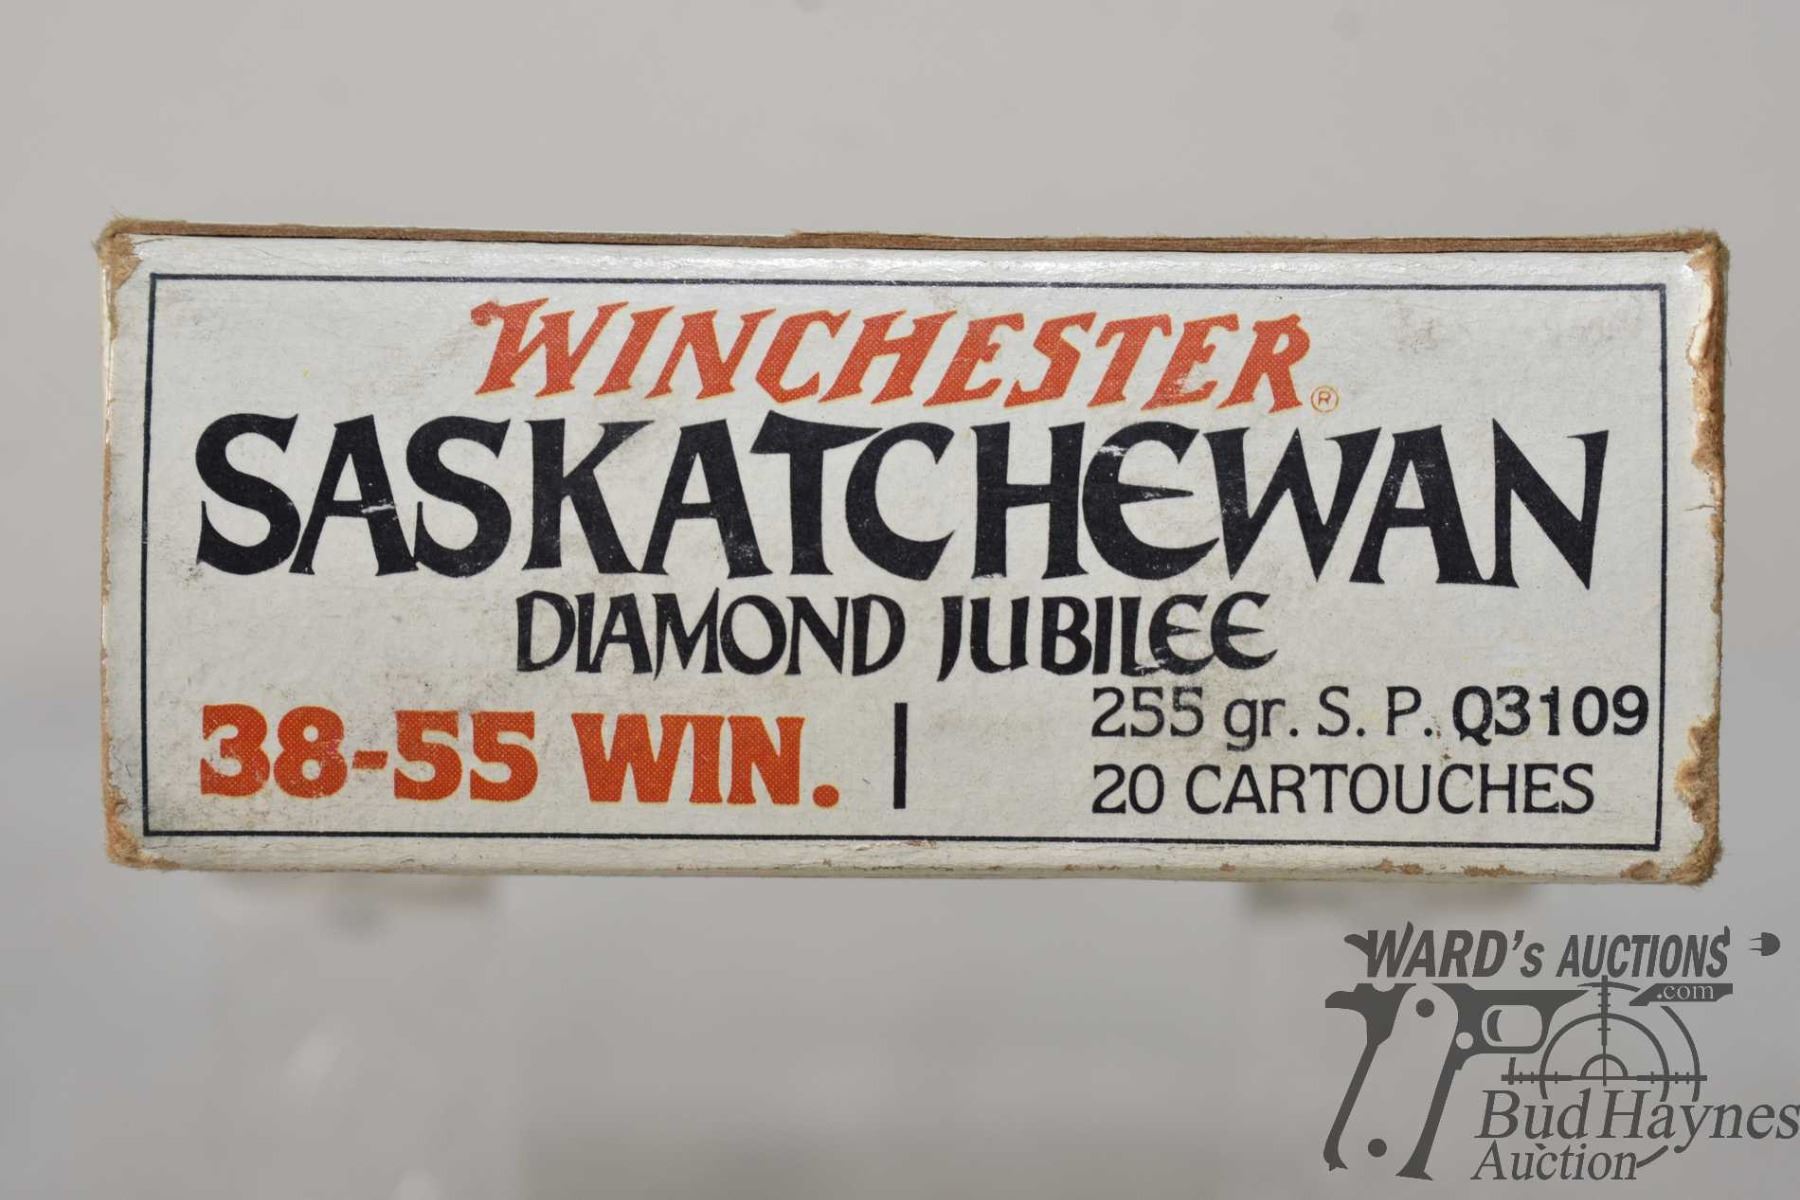 WINCHESTER®
SASKATCHEWAN
DIAMOND JUBILEE
38-55 WIN. | 255 gr. S. P. Q3109
20 CARTOUCHES
WARD's AUCTIONS
.com
Bud Haynes
Auction